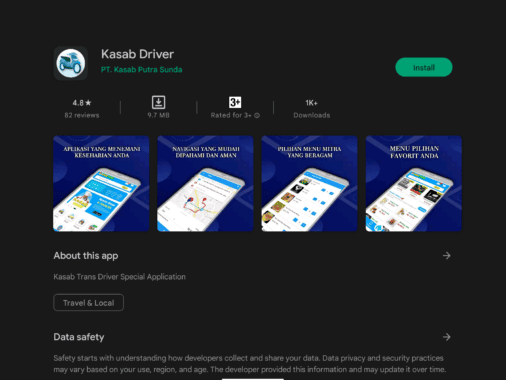 Kasab Driver
PT. Kasab Putra Sunda
Install
4.8★
82 reviews
9.7 MB
3+
Rated for 3+
1K+
Downloads
APLIKASI YANG MENEMANI
KESEHARIAN ANDA
NAVIGASI YANG MUDAH
DIPAHAMI DAN AMAN
PILIHAN MENU MITRA
YANG BERAGAM
MENU PILIHAN
FAVORIT ANDA
About this app
Kasab Trans Driver Special Application
Travel & Local
Data safety
Safety starts with understanding how developers collect and share your data. Data privacy and security practices
may vary based on your use, region, and age. The developer provided this information and may update it over time.